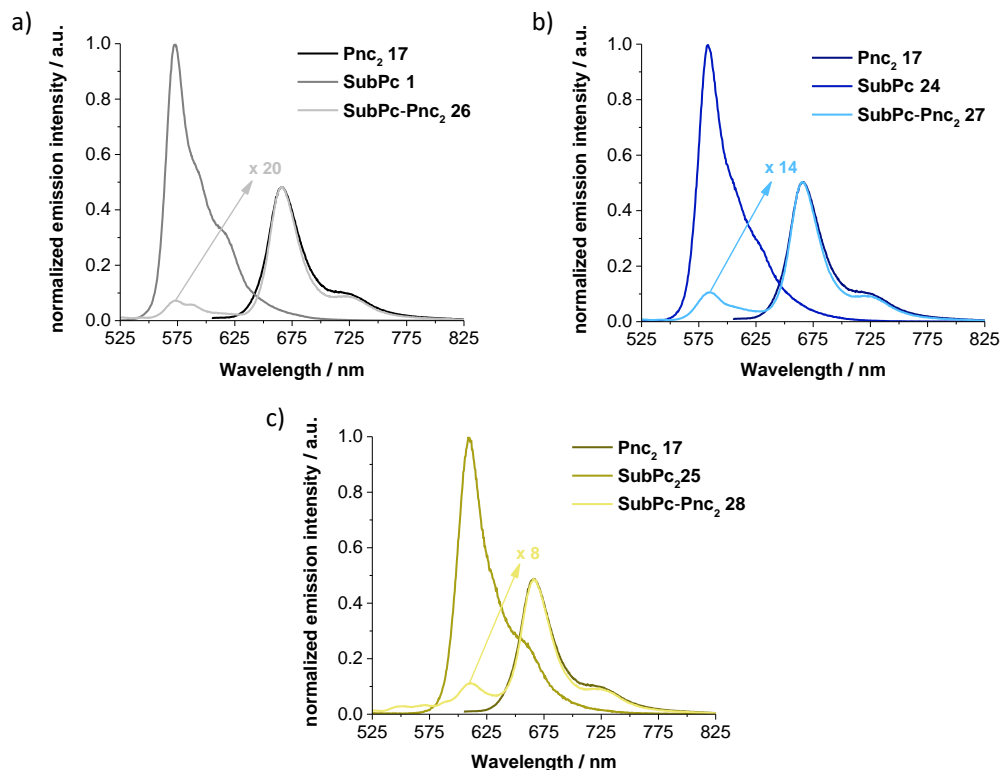 a)
normalized emission intensity / a.u.
1.0
0.8
0.6
0.4
0.2
0.0
Pnc₂ 17
SubPc 1
SubPc-Pnc₂ 26
x 20
525 575 625 675 725 775 825
Wavelength / nm
b)
normalized emission intensity / a.u.
1.0
0.8
0.6
0.4
0.2
0.0
Pnc₂ 17
SubPc 24
SubPc-Pnc₂ 27
x 14
525 575 625 675 725 775 825
Wavelength / nm
c)
normalized emission intensity / a.u.
1.0
0.8
0.6
0.4
0.2
0.0
Pnc₂ 17
SubPc₂25
SubPc-Pnc₂ 28
x 8
525 575 625 675 725 775 825
Wavelength / nm